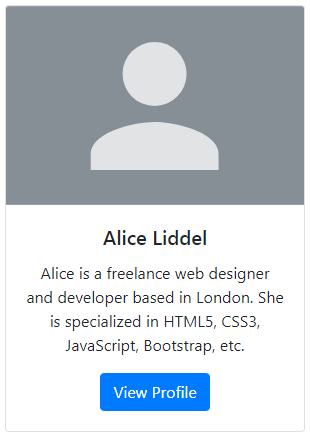 Alice Liddel
Alice is a freelance web designer
and developer based in London. She
is specialized in HTML5, CSS3,
JavaScript, Bootstrap, etc.
View Profile